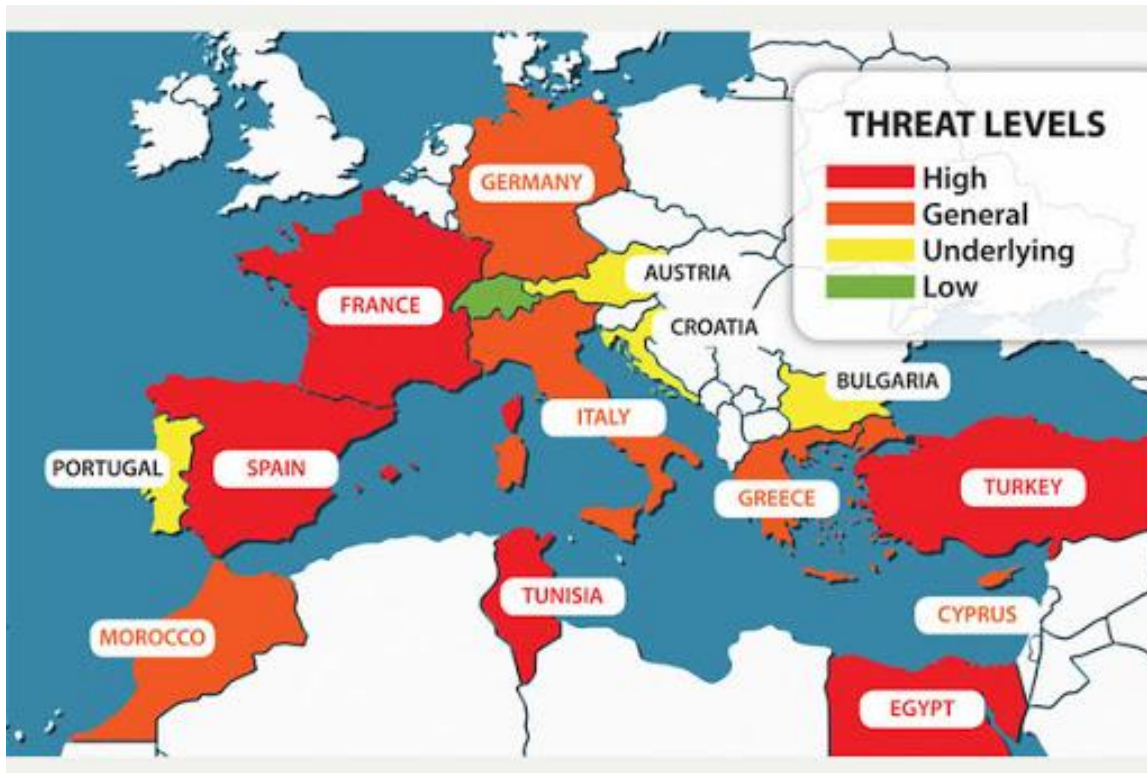 THREAT LEVELS
High
General
Underlying
Low
GERMANY
AUSTRIA
FRANCE
CROATIA
BULGARIA
ITALY
PORTUGAL
SPAIN
GREECE
TURKEY
TUNISIA
CYPRUS
MOROCCO
EGYPT